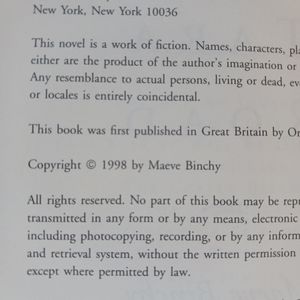 New York, New York 10036
This novel is a work of fiction. Names, characters,
either are the product of the author's imagination or
Any resemblance to actual persons, living or dead,
or locales is entirely coincidental.
This book was first published in Great Britain by
Copyright © 1998 by Maeve Binchy
All rights reserved. No part of this book may be
transmitted in any form or by any means, electronic
including photocopying, recording, or by any
and retrieval system, without the written permission
except where permitted by law.